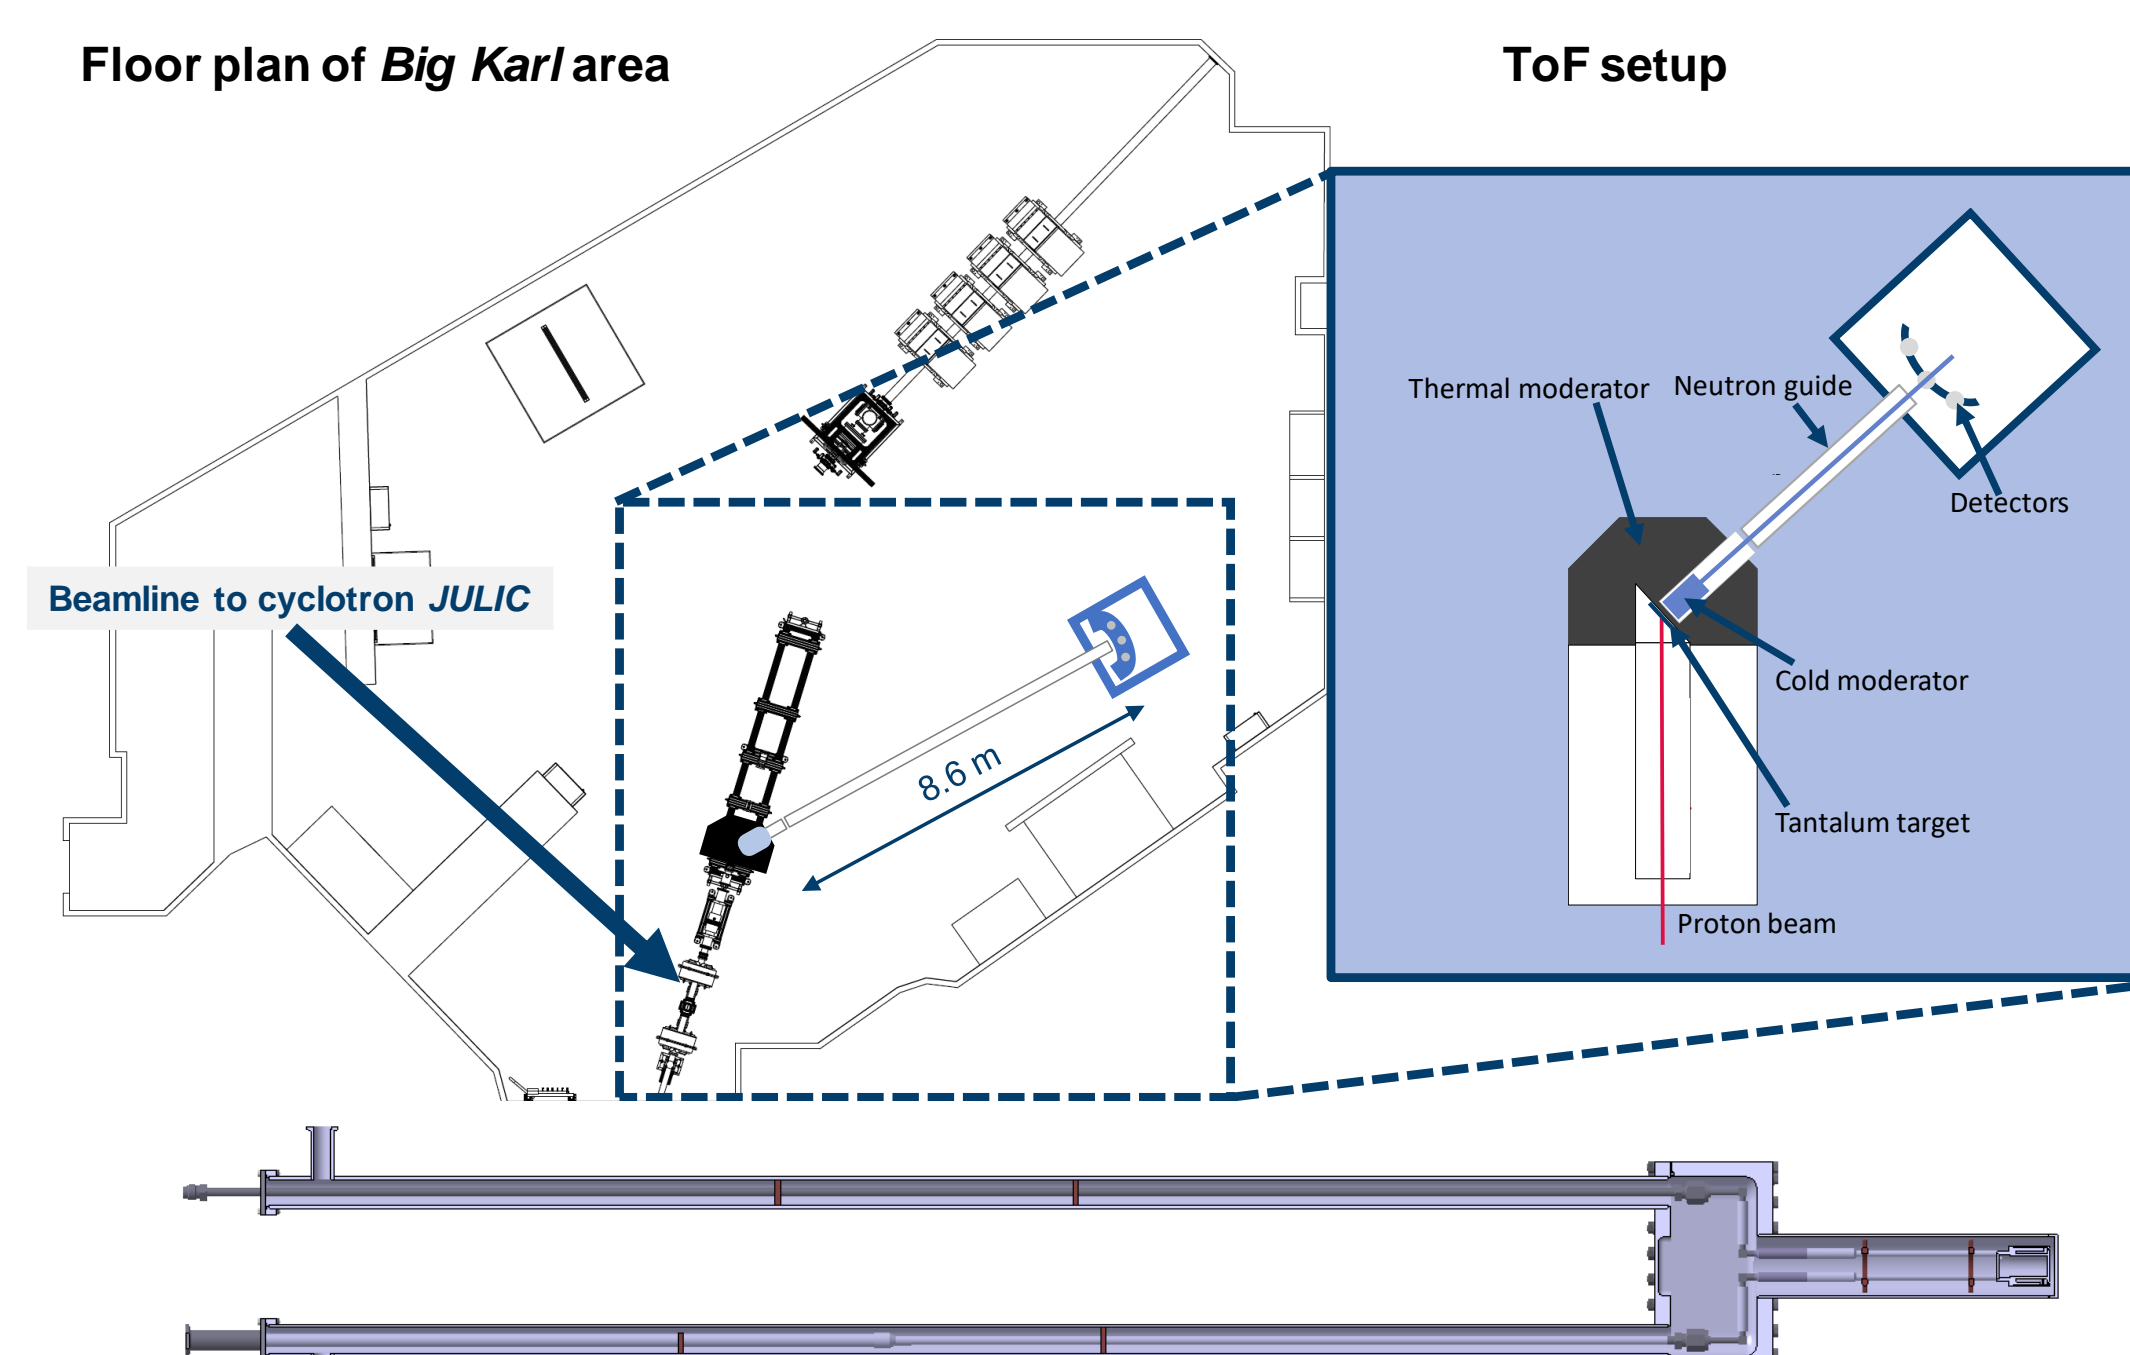 Floor plan of Big Karl area
ToF setup
Thermal moderator
Neutron guide
Detectors
Beamline to cyclotron JULIC
Cold moderator
8.6 m
Tantalum target
Proton beam